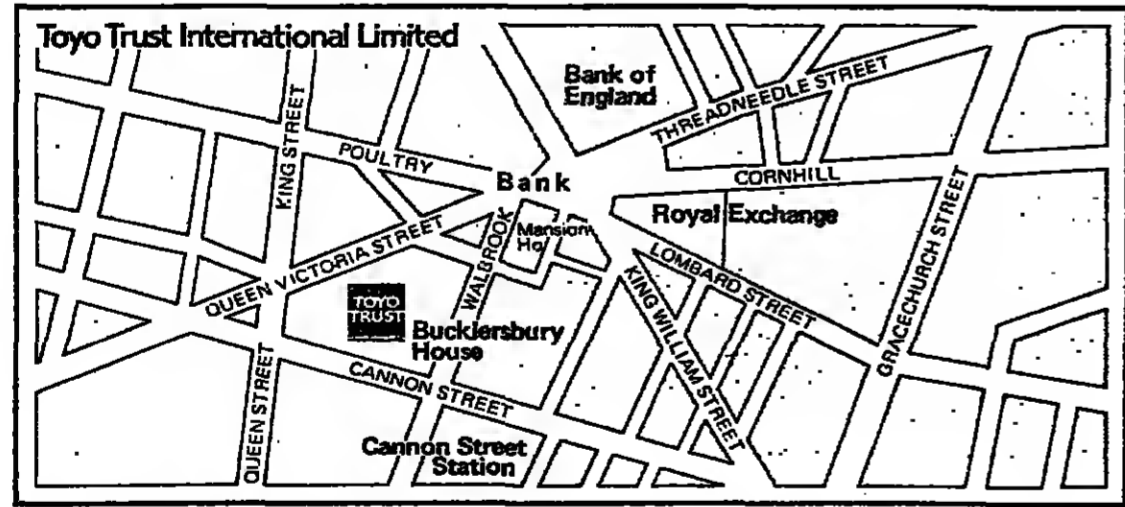 Toyo Trust International Limited
Bank of
England
THREADNEEDLE STREET
KING STREET
POULTRY
Bank
CORNHILL
Royal Exchange
GRACECHURCH STREET
WALBROOK
Mansion
Ho
QUEEN VICTORIA STREET
LOMBARD STREET
KING WILLIAM STREET
TOYO
TRUST
Bucklersbury
House
CANNON STREET
QUEEN STREET
Cannon Street
Station